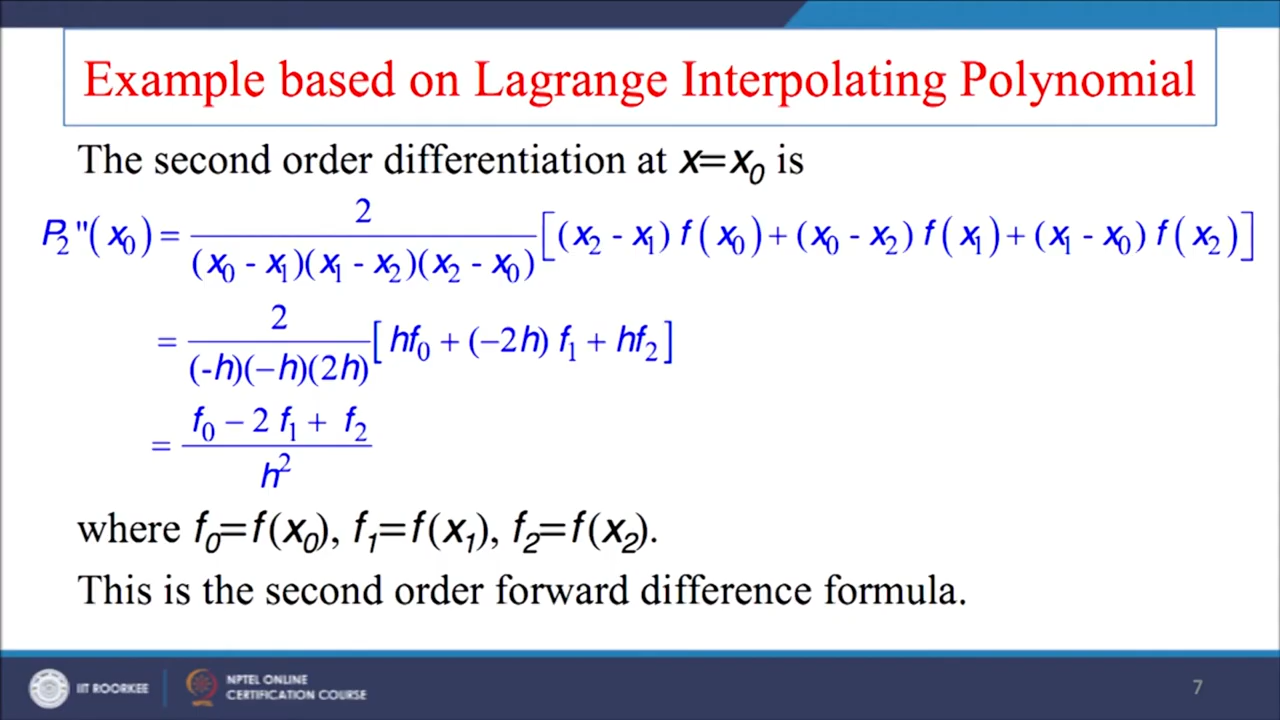 Example based on Lagrange Interpolating Polynomial
The second order differentiation at x=x₀ is
P₂"(x₀) = 2 / ((x₀ - x₁)(x₁ - x₂)(x₂ - x₀)) [(x₂ - x₁) f(x₀) + (x₀ - x₂) f(x₁) + (x₁ - x₀) f(x₂)]
= 2 / ((-h)(−h)(2h)) [hf₀ + (−2h) f₁ + hf₂]
= (f₀ − 2 f₁ + f₂) / h²
where f₀=f(x₀), f₁=f(x₁), f₂=f(x₂).
This is the second order forward difference formula.
IIT ROORKEE
NPTEL ONLINE
CERTIFICATION COURSE
7